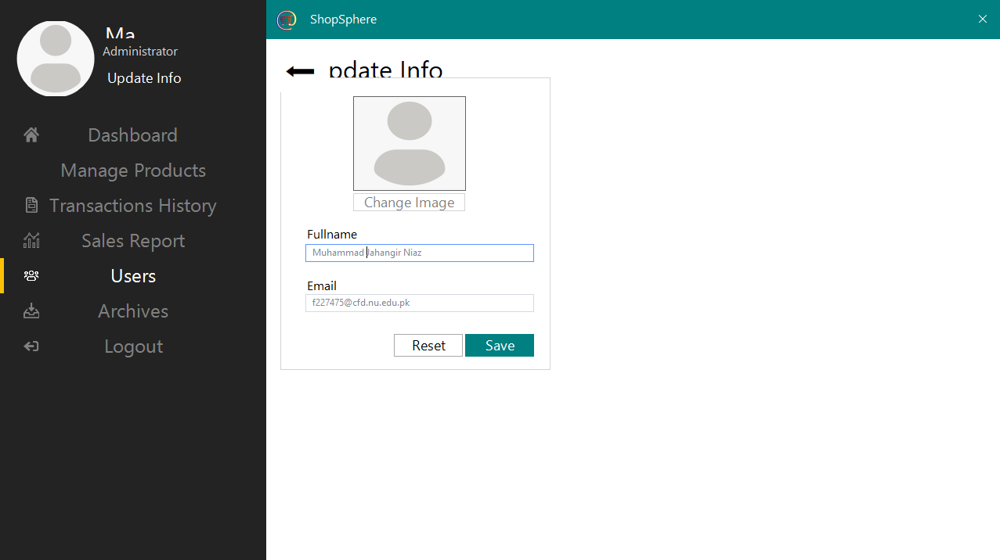 Ma
Administrator
Update Info
Dashboard
Manage Products
Transactions History
Sales Report
Users
Archives
Logout
ShopSphere
pdate Info
Change Image
Fullname
Muhammad Jahangir Niaz
Email
f227475@cfd.nu.edu.pk
Reset
Save